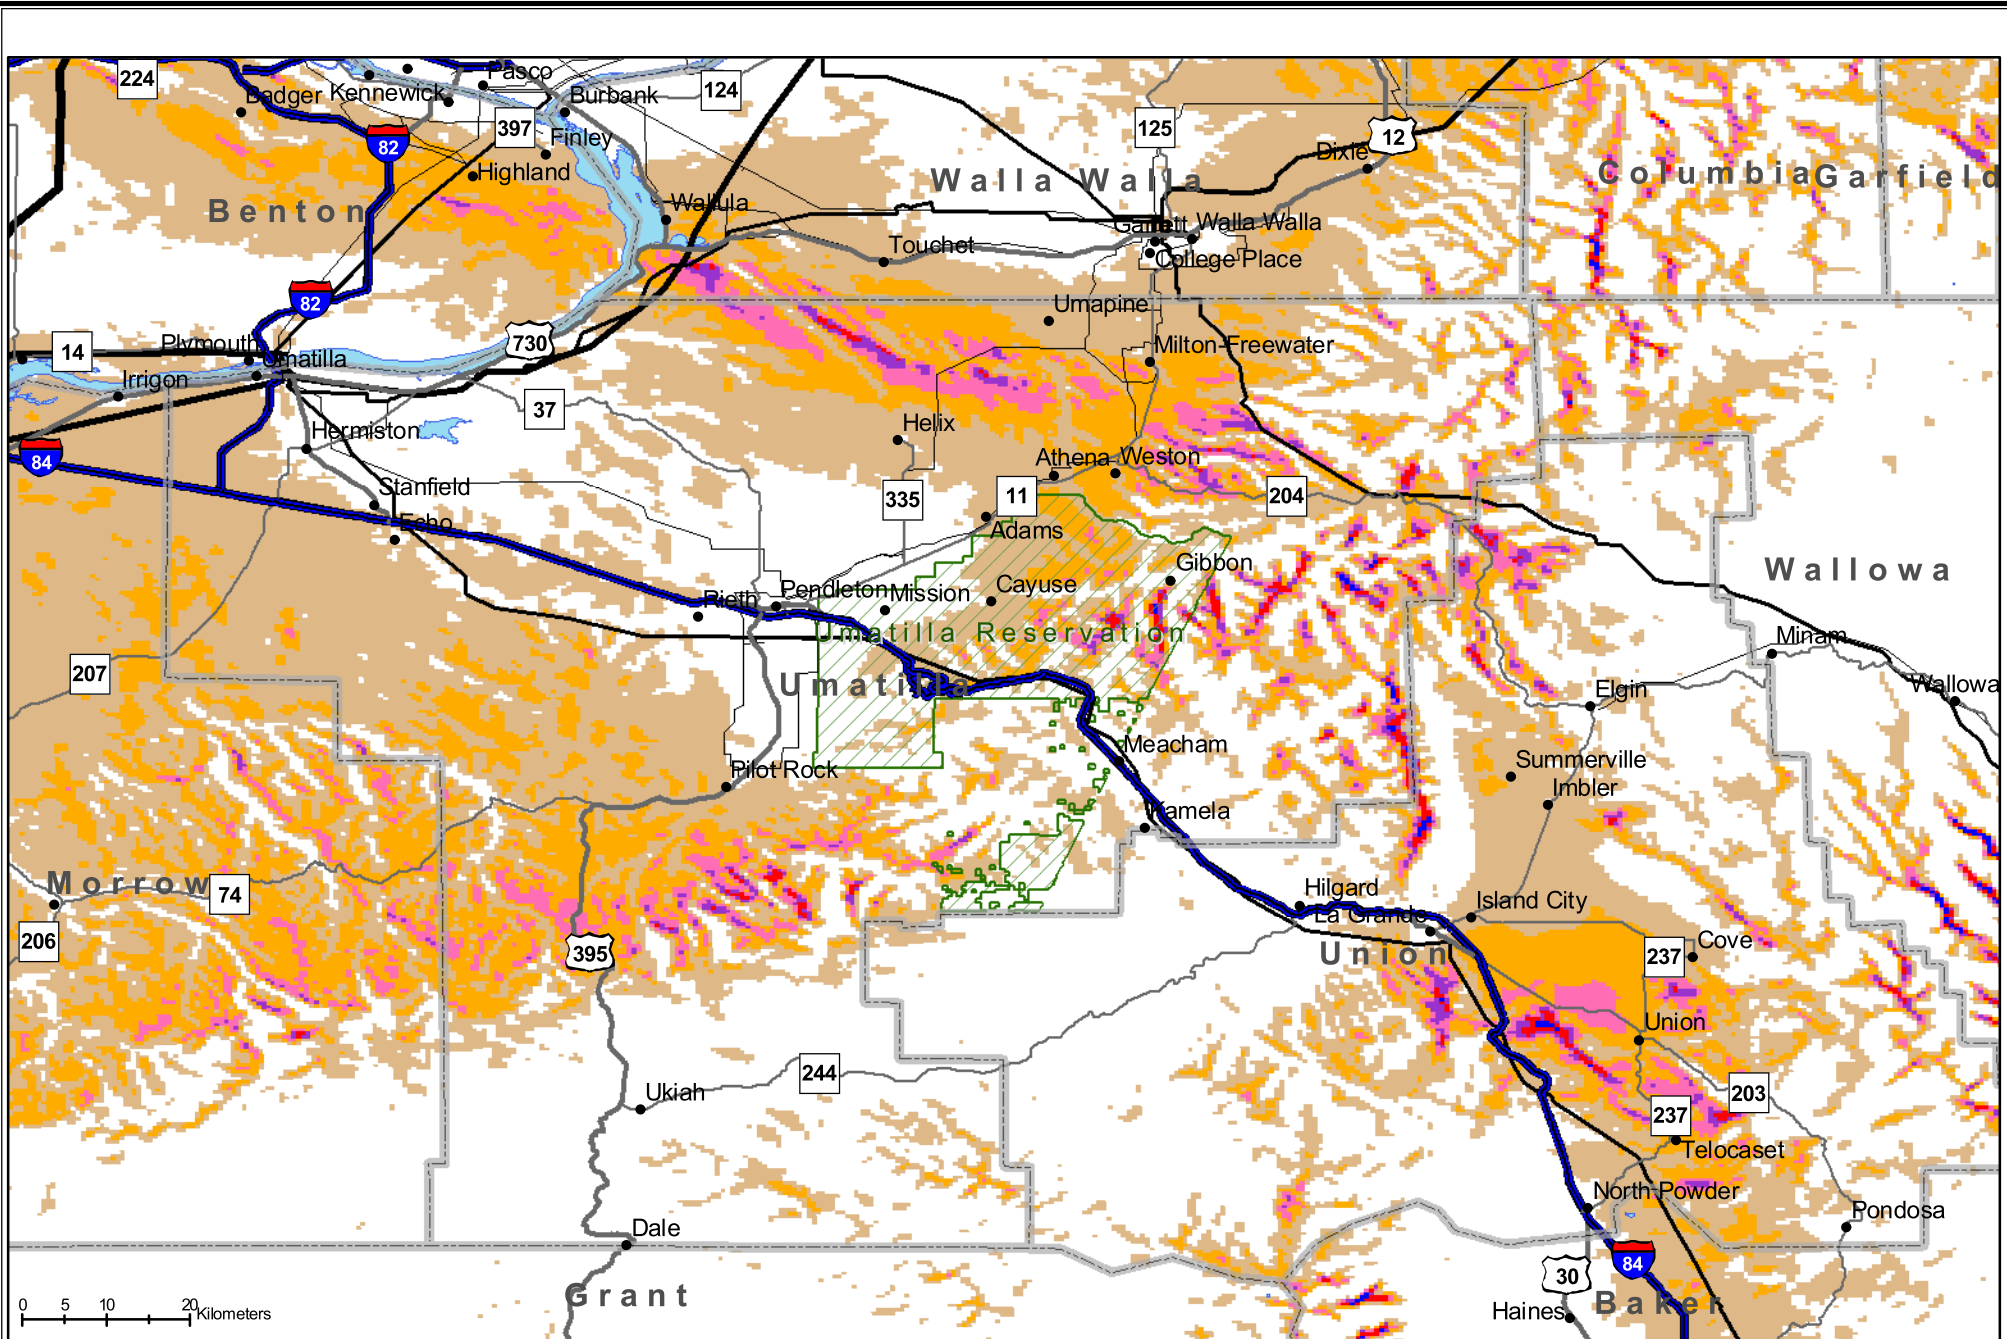 224
Pasco
Badger
Kennewick
Burbank
124
397
Finley
82
Highland
125
12
Dixie
Walla Walla
Columbia
Garfield
Benton
Wallula
Garrett
Walla Walla
Touchet
College Place
82
Umapine
730
14
Plymouth
Umatilla
Milton-Freewater
Irrigon
37
Hermiston
Helix
84
Athena
Weston
Stanfield
335
11
204
Echo
Adams
Gibbon
Wallowa
Rieth
Pendleton
Mission
Cayuse
Umatilla Reservation
Minam
207
Umatilla
Elgin
Wallowa
Meacham
Pilot Rock
Summerville
Imbler
Kamela
Morrow
74
Hilgard
La Grande
Island City
206
395
Union
237
Cove
Union
244
Ukiah
203
237
Telocaset
North Powder
Pondosa
Dale
84
30
Grant
Baker
Haines
0 5 10 20
Kilometers